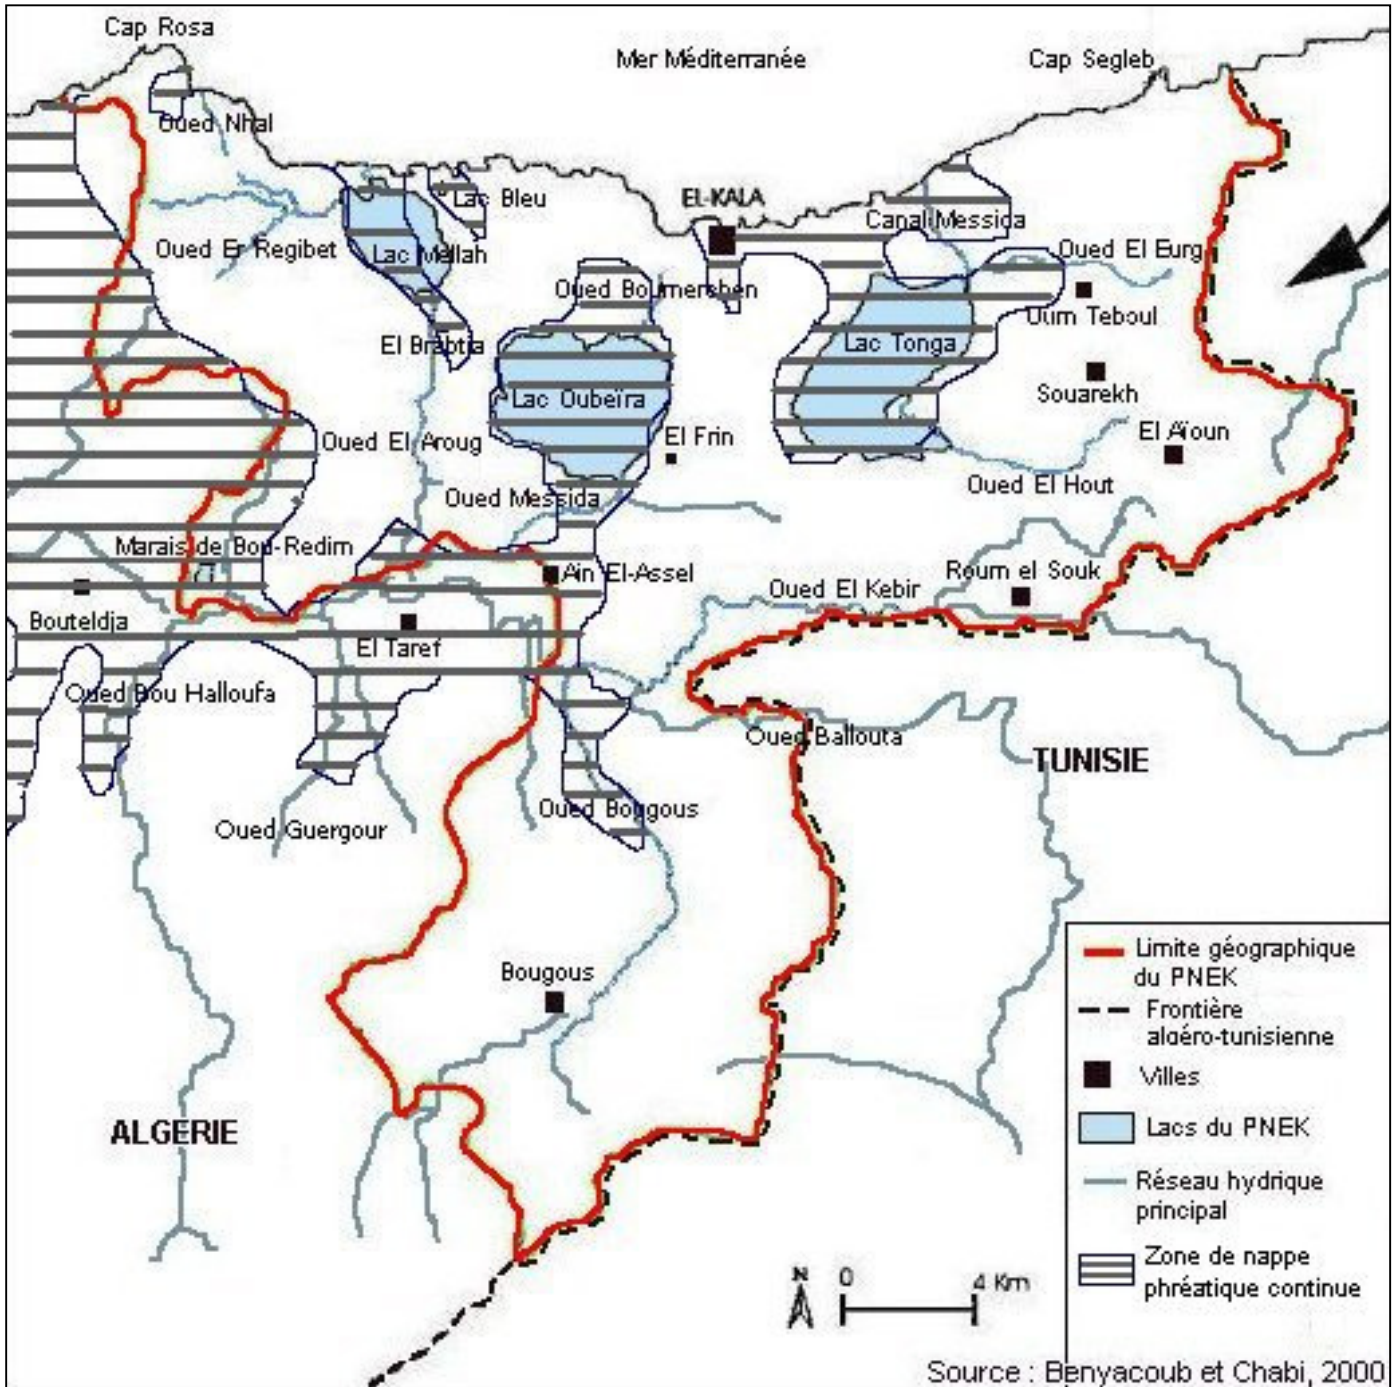 Cap Rosa
Mer Méditerranée
Cap Segleb
Oued Nhal
Lac Bleu
EL-KALA
Canal Messida
Oued Er Regibet
Lac Mellah
Oued El Eurg
Oued Boumerchen
Oum Teboul
El Brabtia
Lac Tonga
Souarekh
Lac Oubeïra
El Aïoun
Oued El Aroug
El Frin
Oued El Hout
Oued Messida
Marais de Bou-Redim
Ain El-Assel
Roum el Souk
Oued El Kebir
Bouteldja
El Taref
Oued Bou Halloufa
Oued Ballouta
TUNISIE
Oued Guergour
Oued Bougous
Bougous
ALGERIE
Limite géographique
du PNEK
Frontière
algéro-tunisienne
Villes
Lacs du PNEK
Réseau hydrique
principal
Zone de nappe
phréatique continue
N
0
4 Km
Source : Benyacoub et Chabi, 2000